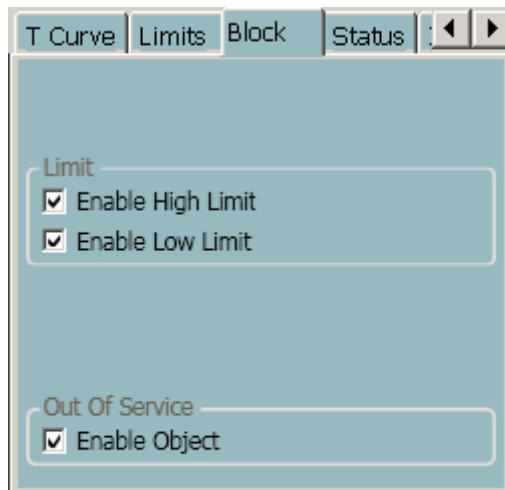 T Curve Limits Block Status
Limit
Enable High Limit
Enable Low Limit
Out Of Service
Enable Object